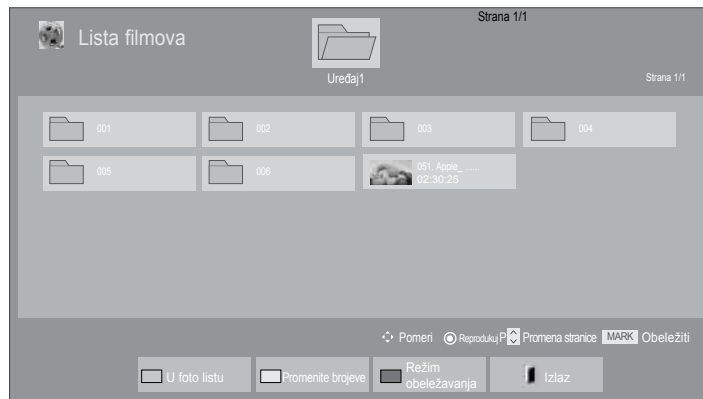 Strana 1/1
Lista filmova
Uređaj1
Strana 1/1
001
002
003
004
005
006
051. Apple_ ......
02:30:25
Pomeri
Reprodukuj
P
Promena stranice
MARK
Obeležiti
U foto listu
Promenite brojeve
Režim
obeležavanja
Izlaz